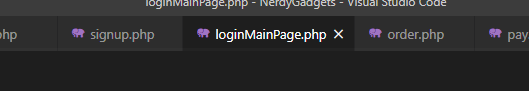 loginMainPage.php - NerdyGadgets - Visual Studio Code
php signup.php loginMainPage.php × order.php pay